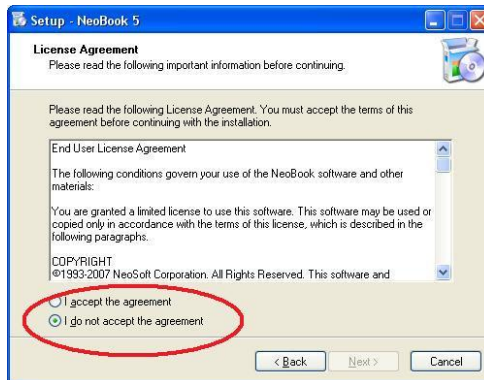 Setup - NeoBook 5
License Agreement
Please read the following important information before continuing.
Please read the following License Agreement. You must accept the terms of this
agreement before continuing with the installation.
End User License Agreement
The following conditions govern your use of the NeoBook software and other
materials:
You are granted a limited license to use this software. This software may be used or
copied only in accordance with the terms of this license, which is described in the
following paragraphs.
COPYRIGHT
©1993-2007 NeoSoft Corporation. All Rights Reserved. This software and
I accept the agreement
I do not accept the agreement
< Back Next > Cancel